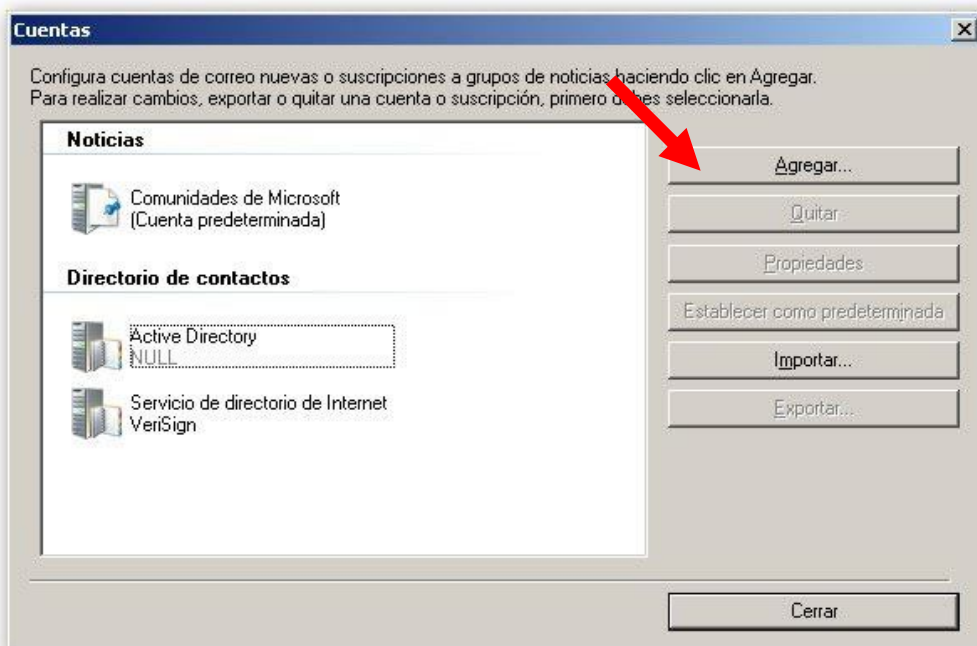 Cuentas
Configura cuentas de correo nuevas o suscripciones a grupos de noticias haciendo clic en Agregar.
Para realizar cambios, exportar o quitar una cuenta o suscripción, primero debes seleccionarla.
Noticias
Comunidades de Microsoft
(Cuenta predeterminada)
Directorio de contactos
Active Directory
NULL
Servicio de directorio de Internet
VeriSign
Agregar...
Quitar
Propiedades
Establecer como predeterminada
Importar...
Exportar...
Cerrar